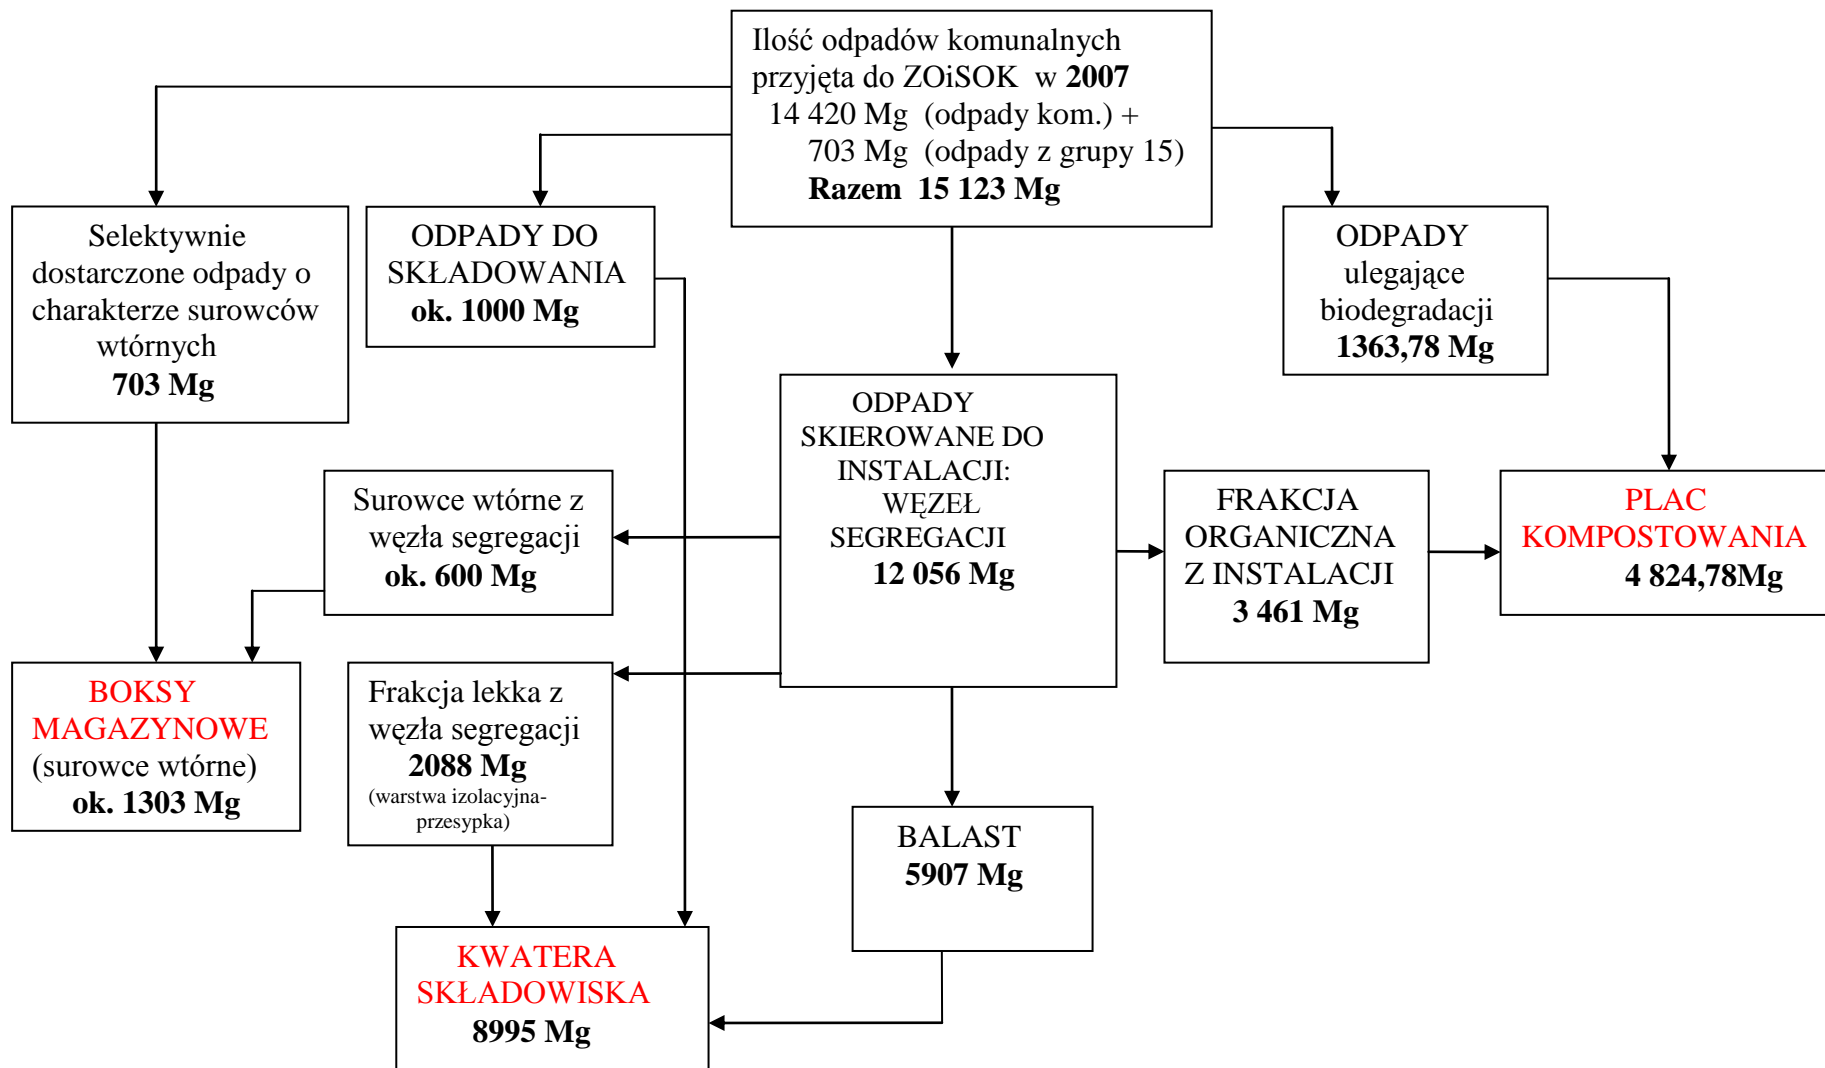 Ilość odpadów komunalnych
przyjęta do ZOiSOK w 2007
14 420 Mg (odpady kom.) +
703 Mg (odpady z grupy 15)
Razem 15 123 Mg
Selektywnie
dostarczone odpady o
charakterze surowców
wtórnych
703 Mg
ODPADY DO
SKŁADOWANIA
ok. 1000 Mg
ODPADY
ulegające
biodegradacji
1363,78 Mg
ODPADY
SKIEROWANE DO
INSTALACJI:
WĘZEŁ
SEGREGACJI
12 056 Mg
Surowce wtórne z
węzła segregacji
ok. 600 Mg
FRAKCJA
ORGANICZNA
Z INSTALACJI
3 461 Mg
PLAC
KOMPOSTOWANIA
4 824,78Mg
BOKSY
MAGAZYNOWE
(surowce wtórne)
ok. 1303 Mg
Frakcja lekka z
węzła segregacji
2088 Mg
(warstwa izolacyjna-
przesypka)
BALAST
5907 Mg
KWATERA
SKŁADOWISKA
8995 Mg